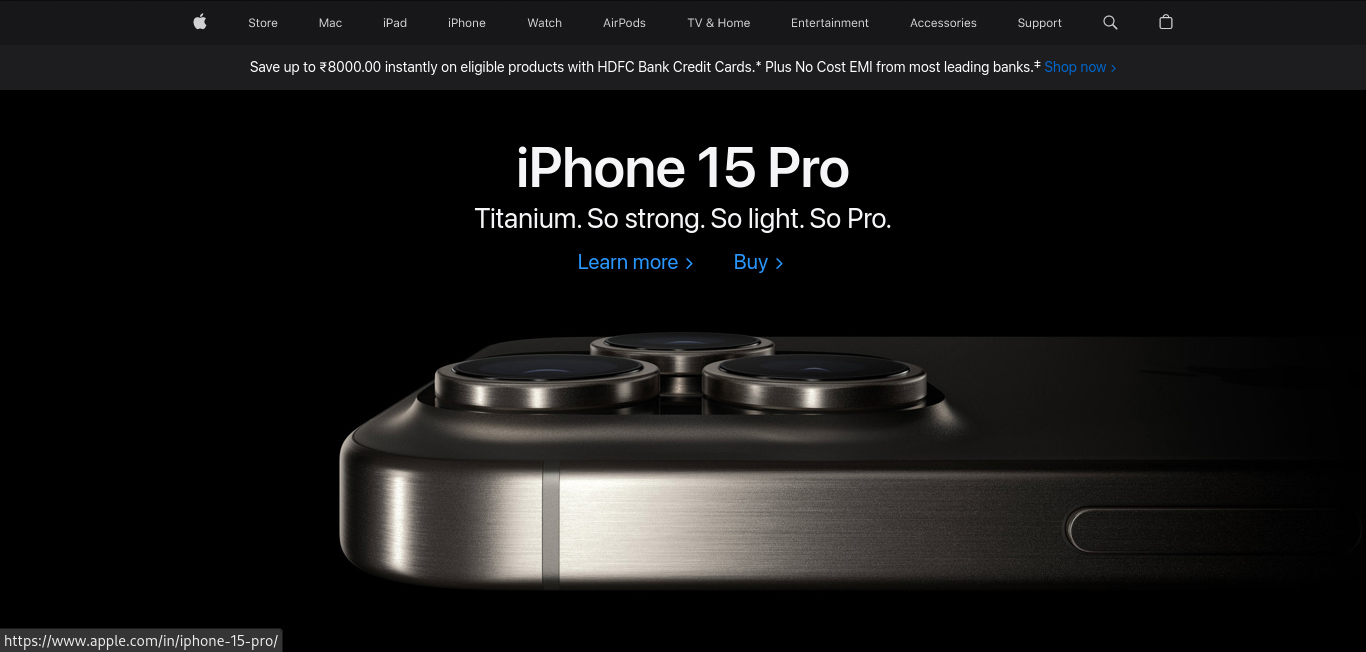 Store Mac iPad iPhone Watch AirPods TV & Home Entertainment Accessories Support
Save up to ₹8000.00 instantly on eligible products with HDFC Bank Credit Cards.* Plus No Cost EMI from most leading banks.‡ Shop now >
iPhone 15 Pro
Titanium. So strong. So light. So Pro.
Learn more > Buy >
https://www.apple.com/in/iphone-15-pro/